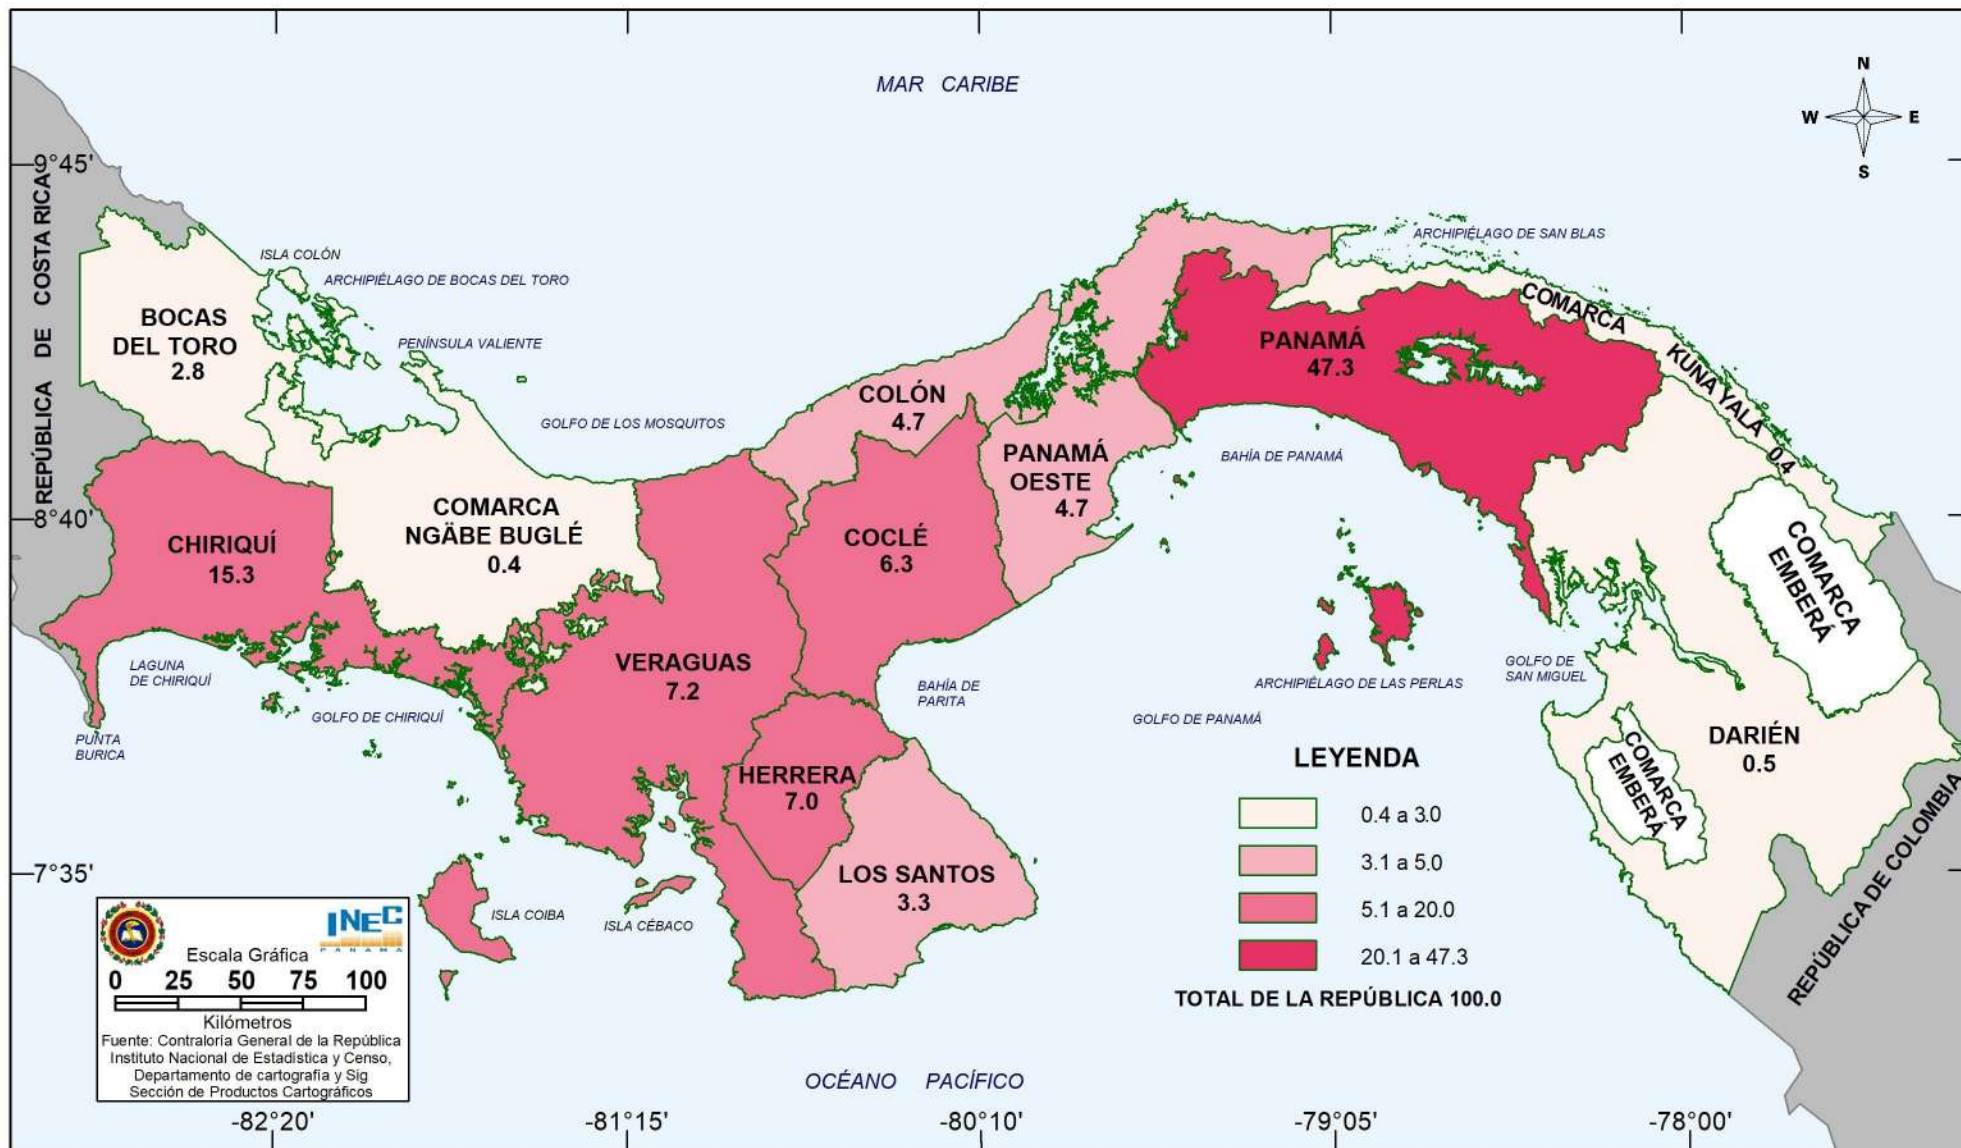 MAR CARIBE
N
W
E
S
9°45'
8°40'
7°35'
REPÚBLICA DE COSTA RICA
ISLA COLÓN
ARCHIPIÉLAGO DE BOCAS DEL TORO
BOCAS
DEL TORO
2.8
PENÍNSULA VALIENTE
GOLFO DE LOS MOSQUITOS
ARCHIPIÉLAGO DE SAN BLAS
COMARCA
KUNA YALA
0.4
PANAMÁ
47.3
COLÓN
4.7
PANAMÁ
OESTE
4.7
BAHÍA DE PANAMÁ
COMARCA
NGÄBE BUGLÉ
0.4
CHIRIQUÍ
15.3
COCLÉ
6.3
COMARCA
EMBERÁ
VERAGUAS
7.2
LAGUNA
DE CHIRIQUÍ
GOLFO DE CHIRIQUÍ
PUNTA
BURICA
BAHÍA DE
PARITA
GOLFO DE PANAMÁ
ARCHIPIÉLAGO DE LAS PERLAS
GOLFO DE
SAN MIGUEL
DARIÉN
0.5
COMARCA
EMBERÁ
HERRERA
7.0
LOS SANTOS
3.3
ISLA COIBA
ISLA CÉBACO
REPÚBLICA DE COLOMBIA
LEYENDA
0.4 a 3.0
3.1 a 5.0
5.1 a 20.0
20.1 a 47.3
TOTAL DE LA REPÚBLICA 100.0
INEC
PANAMÁ
Escala Gráfica
0 25 50 75 100
Kilómetros
Fuente: Contraloría General de la República
Instituto Nacional de Estadística y Censo,
Departamento de cartografía y Sig
Sección de Productos Cartográficos
OCÉANO PACÍFICO
-82°20'
-81°15'
-80°10'
-79°05'
-78°00'